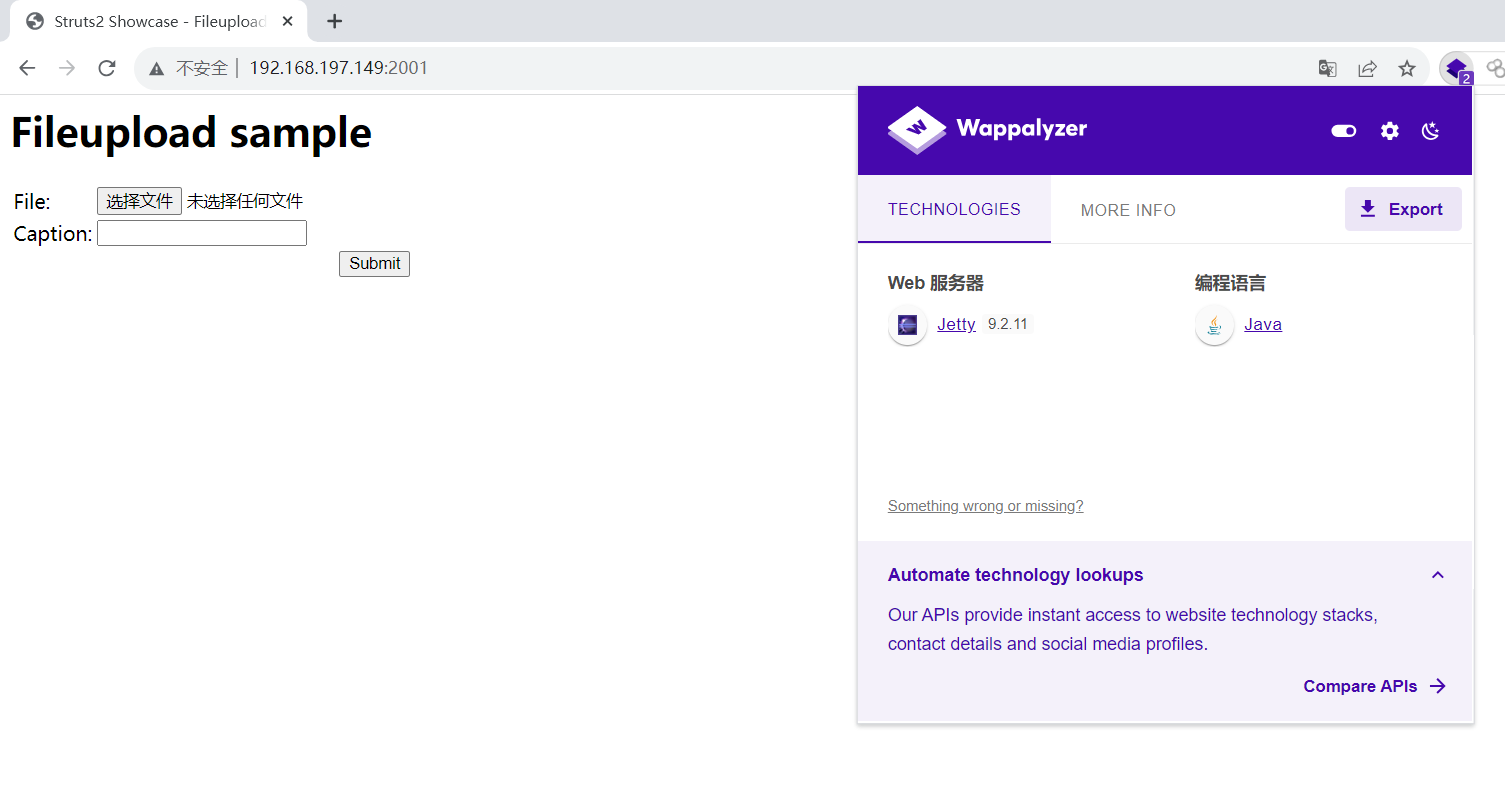 Struts2 Showcase - Fileupload
不安全 192.168.197.149:2001
2
Fileupload sample
File: 选择文件 未选择任何文件
Caption:
Submit
W Wappalyzer
TECHNOLOGIES MORE INFO Export
Web 服务器 编程语言
Jetty 9.2.11 Java
Something wrong or missing?
Automate technology lookups
Our APIs provide instant access to website technology stacks,
contact details and social media profiles.
Compare APIs